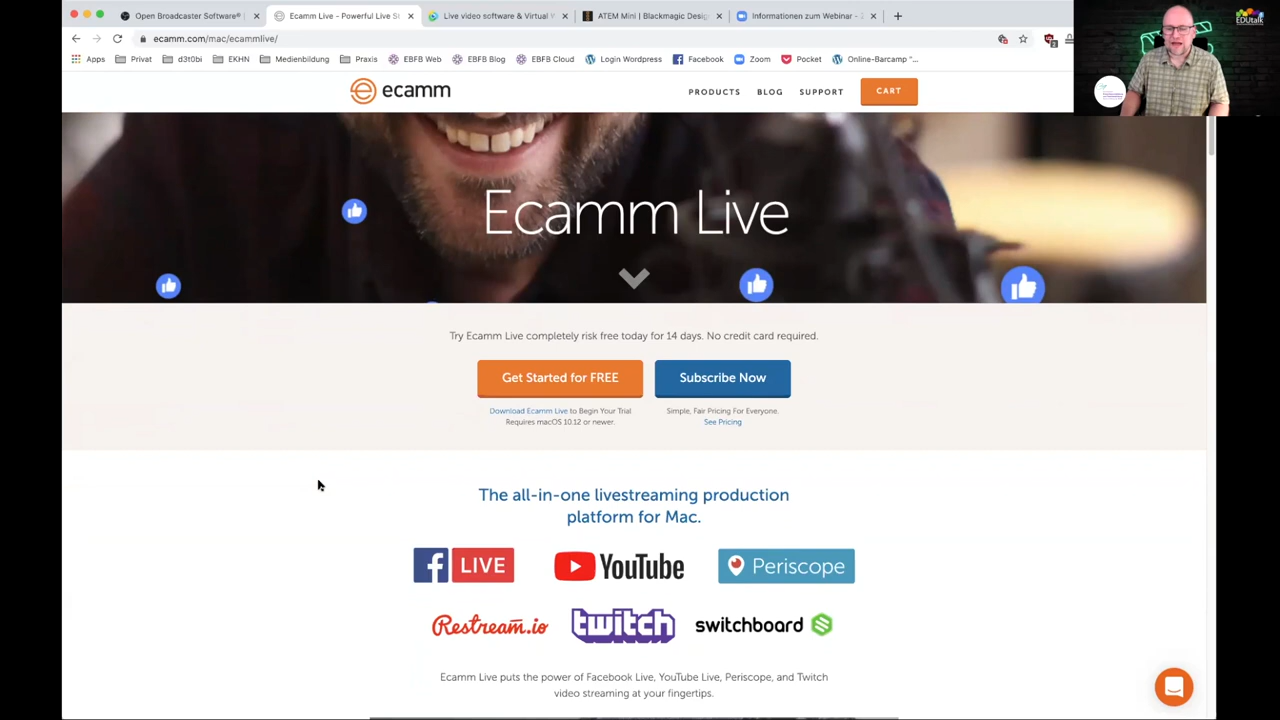 Open Broadcaster Software®
Ecamm Live - Powerful Live St
Live video software & Virtual W
ATEM Mini | Blackmagic Desig
Informationen zum Webinar - Z
ecamm.com/mac/ecammlive/
Apps
Privat
d3t0bi
EKHN
Medienbildung
Praxis
EBFB Web
EBFB Blog
EBFB Cloud
Login Wordpress
Facebook
Zoom
Pocket
Online-Barcamp "...
EDUtalk
ecamm
PRODUCTS
BLOG
SUPPORT
CART
Ecamm Live
Try Ecamm Live completely risk free today for 14 days. No credit card required.
Get Started for FREE
Subscribe Now
Download Ecamm Live to Begin Your Trial
Requires macOS 10.12 or newer.
Simple, Fair Pricing For Everyone.
See Pricing
The all-in-one livestreaming production
platform for Mac.
LIVE
YouTube
Periscope
Restream.io
twitch
switchboard
Ecamm Live puts the power of Facebook Live, YouTube Live, Periscope, and Twitch
video streaming at your fingertips.